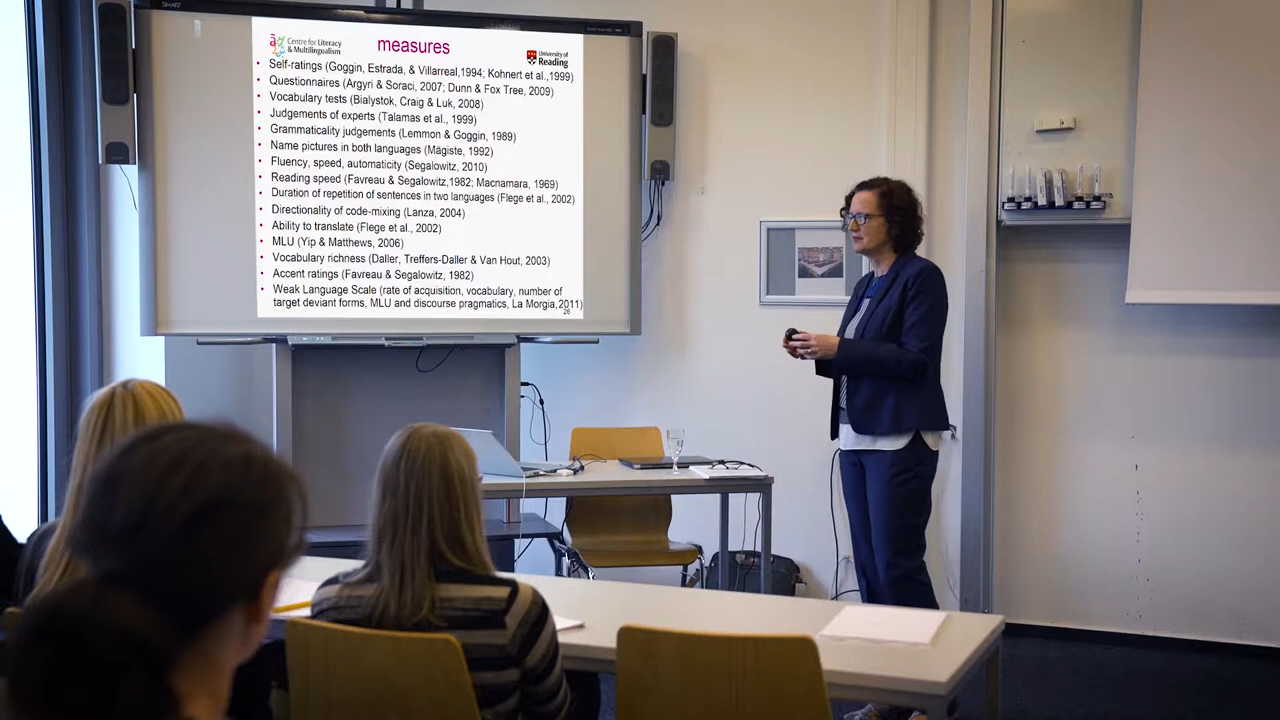 SMART
Centre for Literacy
& Multilingualism
measures
University of
Reading
• Self-ratings (Goggin, Estrada, & Villarreal,1994; Kohnert et al.,1999)
• Questionnaires (Argyri & Soraci, 2007; Dunn & Fox Tree, 2009)
• Vocabulary tests (Bialystok, Craig & Luk, 2008)
• Judgements of experts (Talamas et al., 1999)
• Grammaticality judgements (Lemmon & Goggin, 1989)
• Name pictures in both languages (Mägiste, 1992)
• Fluency, speed, automaticity (Segalowitz, 2010)
• Reading speed (Favreau & Segalowitz,1982; Macnamara, 1969)
• Duration of repetition of sentences in two languages (Flege et al., 2002)
• Directionality of code-mixing (Lanza, 2004)
• Ability to translate (Flege et al., 2002)
• MLU (Yip & Matthews, 2006)
• Vocabulary richness (Daller, Treffers-Daller & Van Hout, 2003)
• Accent ratings (Favreau & Segalowitz, 1982)
• Weak Language Scale (rate of acquisition, vocabulary, number of
target deviant forms, MLU and discourse pragmatics, La Morgia,2011)
26